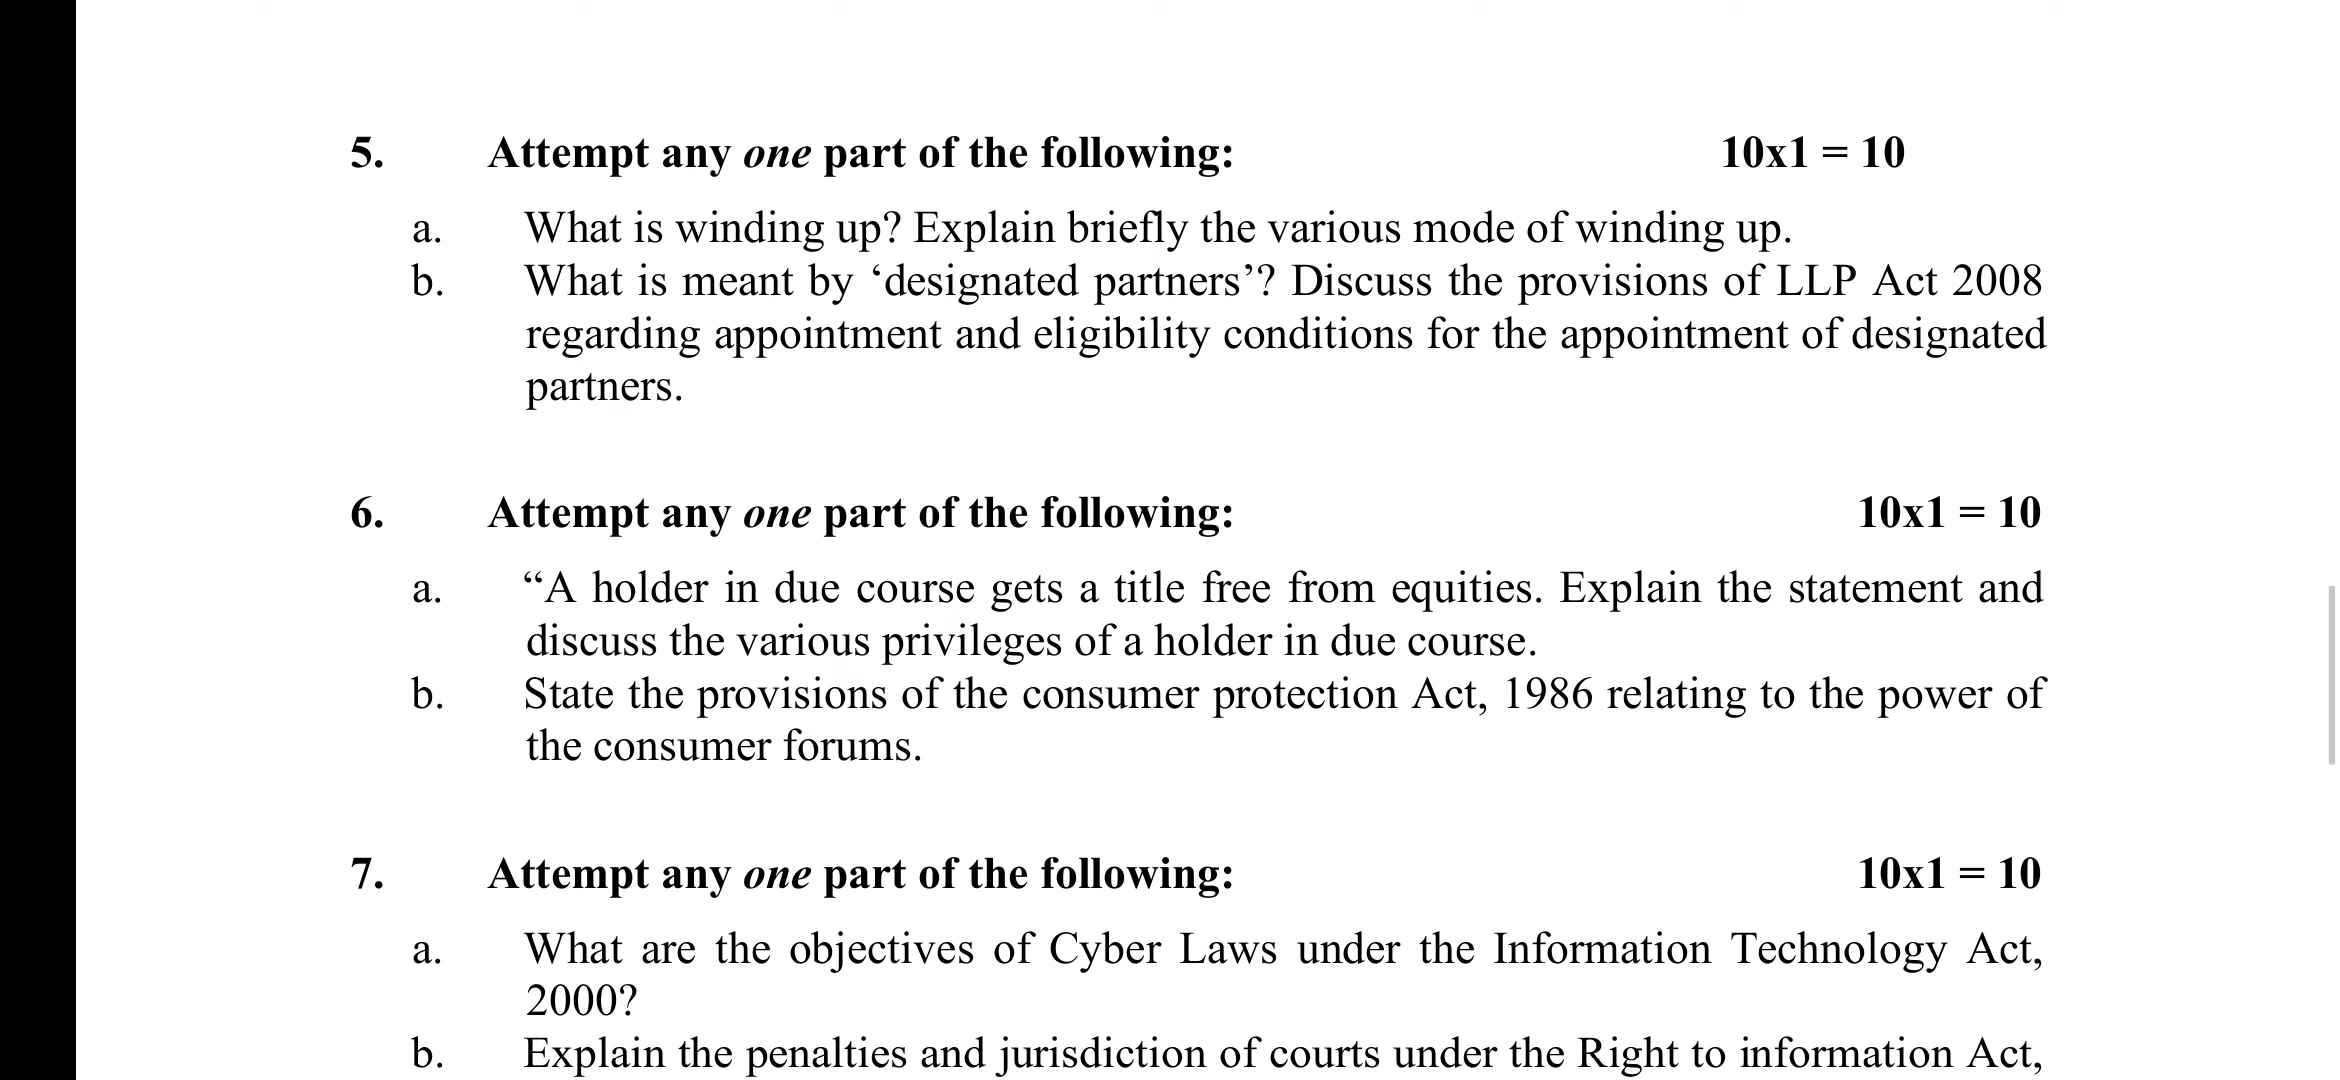 5. Attempt any one part of the following: 10x1 = 10
a. What is winding up? Explain briefly the various mode of winding up.
b. What is meant by ‘designated partners’? Discuss the provisions of LLP Act 2008
regarding appointment and eligibility conditions for the appointment of designated
partners.
6. Attempt any one part of the following: 10x1 = 10
a. “A holder in due course gets a title free from equities. Explain the statement and
discuss the various privileges of a holder in due course.
b. State the provisions of the consumer protection Act, 1986 relating to the power of
the consumer forums.
7. Attempt any one part of the following: 10x1 = 10
a. What are the objectives of Cyber Laws under the Information Technology Act,
2000?
b. Explain the penalties and jurisdiction of courts under the Right to information Act,